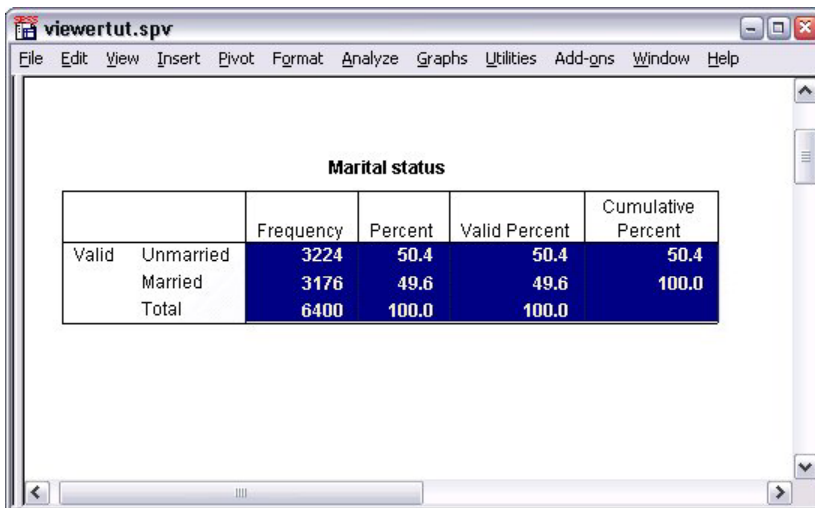 viewertut.spv
File Edit View Insert Pivot Format Analyze Graphs Utilities Add-ons Window Help
Marital status
Frequency Percent Valid Percent Cumulative Percent
Valid Unmarried 3224 50.4 50.4 50.4
Married 3176 49.6 49.6 100.0
Total 6400 100.0 100.0